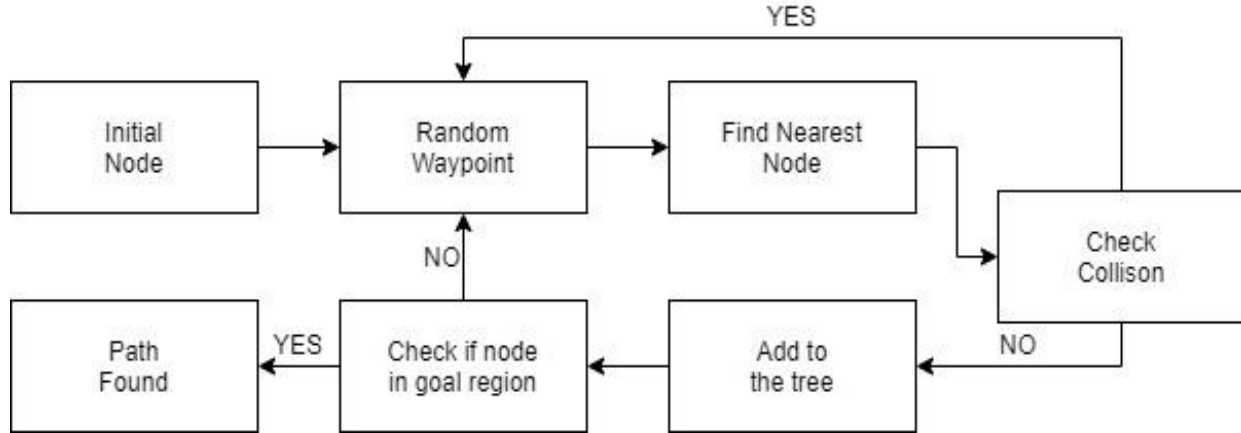 YES
Initial
Node
Random
Waypoint
Find Nearest
Node
Check
Collison
NO
Path
Found
YES
Check if node
in goal region
Add to
the tree
NO